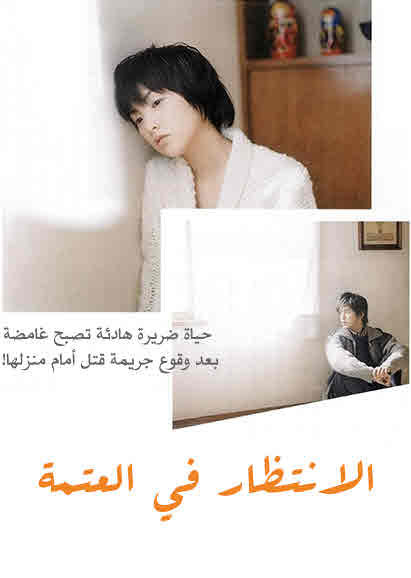 حياة ضريرة هادئة تصبح غامضة
بعد وقوع جريمة قتل أمام منزلها!
الانتظار في العتمة